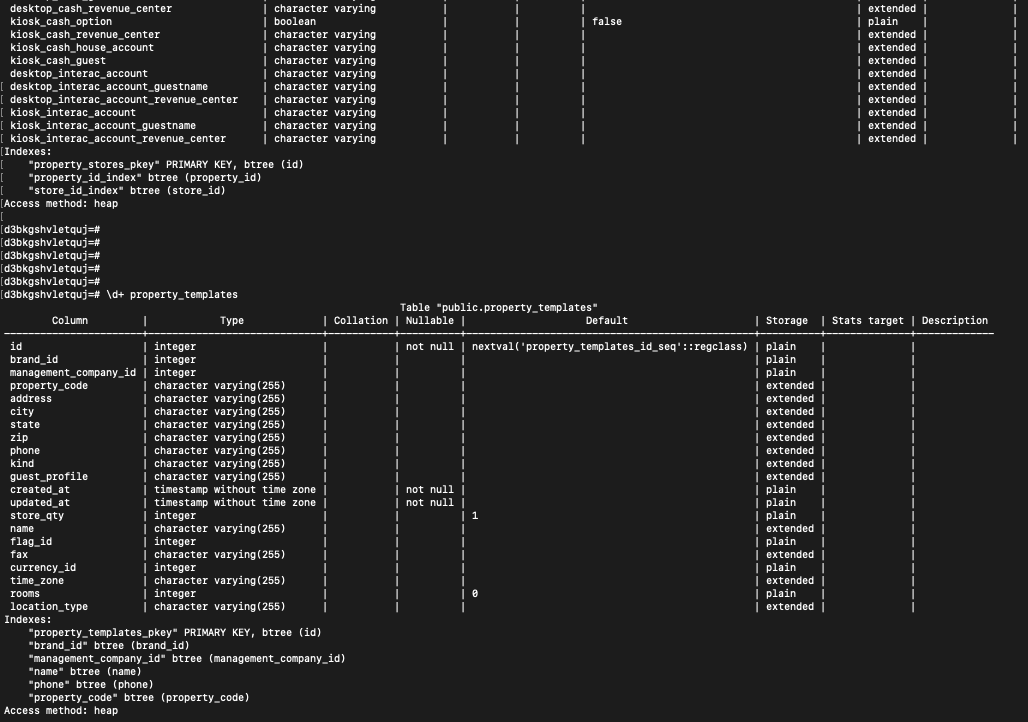 desktop_cash_revenue_center | character varying | | | | extended | |
kiosk_cash_option | boolean | | | false | plain | |
kiosk_cash_revenue_center | character varying | | | | extended | |
kiosk_cash_house_account | character varying | | | | extended | |
kiosk_cash_guest | character varying | | | | extended | |
desktop_interac_account | character varying | | | | extended | |
[ desktop_interac_account_guestname | character varying | | | | extended | |
[ desktop_interac_account_revenue_center | character varying | | | | extended | |
[ kiosk_interac_account | character varying | | | | extended | |
[ kiosk_interac_account_guestname | character varying | | | | extended | |
[ kiosk_interac_account_revenue_center | character varying | | | | extended | |
[Indexes:
[ "property_stores_pkey" PRIMARY KEY, btree (id)
[ "property_id_index" btree (property_id)
[ "store_id_index" btree (store_id)
[Access method: heap
[
[d3bkgshvletquj=#
[d3bkgshvletquj=#
[d3bkgshvletquj=#
[d3bkgshvletquj=#
[d3bkgshvletquj=#
[d3bkgshvletquj=# \d+ property_templates
Table "public.property_templates"
Column | Type | Collation | Nullable | Default | Storage | Stats target | Description
id | integer | | not null | nextval('property_templates_id_seq'::regclass) | plain | |
brand_id | integer | | | | plain | |
management_company_id | integer | | | | plain | |
property_code | character varying(255) | | | | extended | |
address | character varying(255) | | | | extended | |
city | character varying(255) | | | | extended | |
state | character varying(255) | | | | extended | |
zip | character varying(255) | | | | extended | |
phone | character varying(255) | | | | extended | |
kind | character varying(255) | | | | extended | |
guest_profile | character varying(255) | | | | extended | |
created_at | timestamp without time zone | | not null | | plain | |
updated_at | timestamp without time zone | | not null | | plain | |
store_qty | integer | | | 1 | plain | |
name | character varying(255) | | | | extended | |
flag_id | integer | | | | plain | |
fax | character varying(255) | | | | extended | |
currency_id | integer | | | | plain | |
time_zone | character varying(255) | | | | extended | |
rooms | integer | | | 0 | plain | |
location_type | character varying(255) | | | | extended | |
Indexes:
"property_templates_pkey" PRIMARY KEY, btree (id)
"brand_id" btree (brand_id)
"management_company_id" btree (management_company_id)
"name" btree (name)
"phone" btree (phone)
"property_code" btree (property_code)
Access method: heap